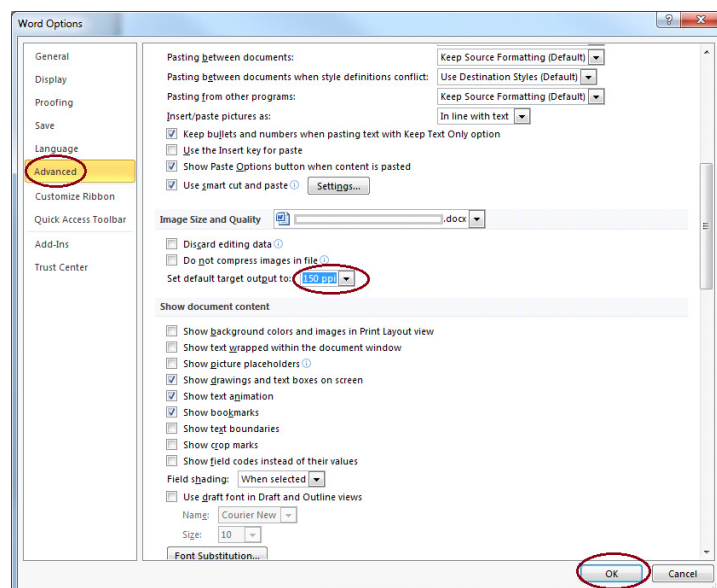 Word Options
General
Display
Proofing
Save
Language
Advanced
Customize Ribbon
Quick Access Toolbar
Add-Ins
Trust Center
Pasting between documents: Keep Source Formatting (Default)
Pasting between documents when style definitions conflict: Use Destination Styles (Default)
Pasting from other programs: Keep Source Formatting (Default)
Insert/paste pictures as: In line with text
Keep bullets and numbers when pasting text with Keep Text Only option
Use the Insert key for paste
Show Paste Options button when content is pasted
Use smart cut and paste Settings...
Image Size and Quality .docx
Discard editing data
Do not compress images in file
Set default target output to: 150 ppi
Show document content
Show background colors and images in Print Layout view
Show text wrapped within the document window
Show picture placeholders
Show drawings and text boxes on screen
Show text animation
Show bookmarks
Show text boundaries
Show crop marks
Show field codes instead of their values
Field shading: When selected
Use draft font in Draft and Outline views
Name: Courier New
Size: 10
Font Substitution...
OK Cancel